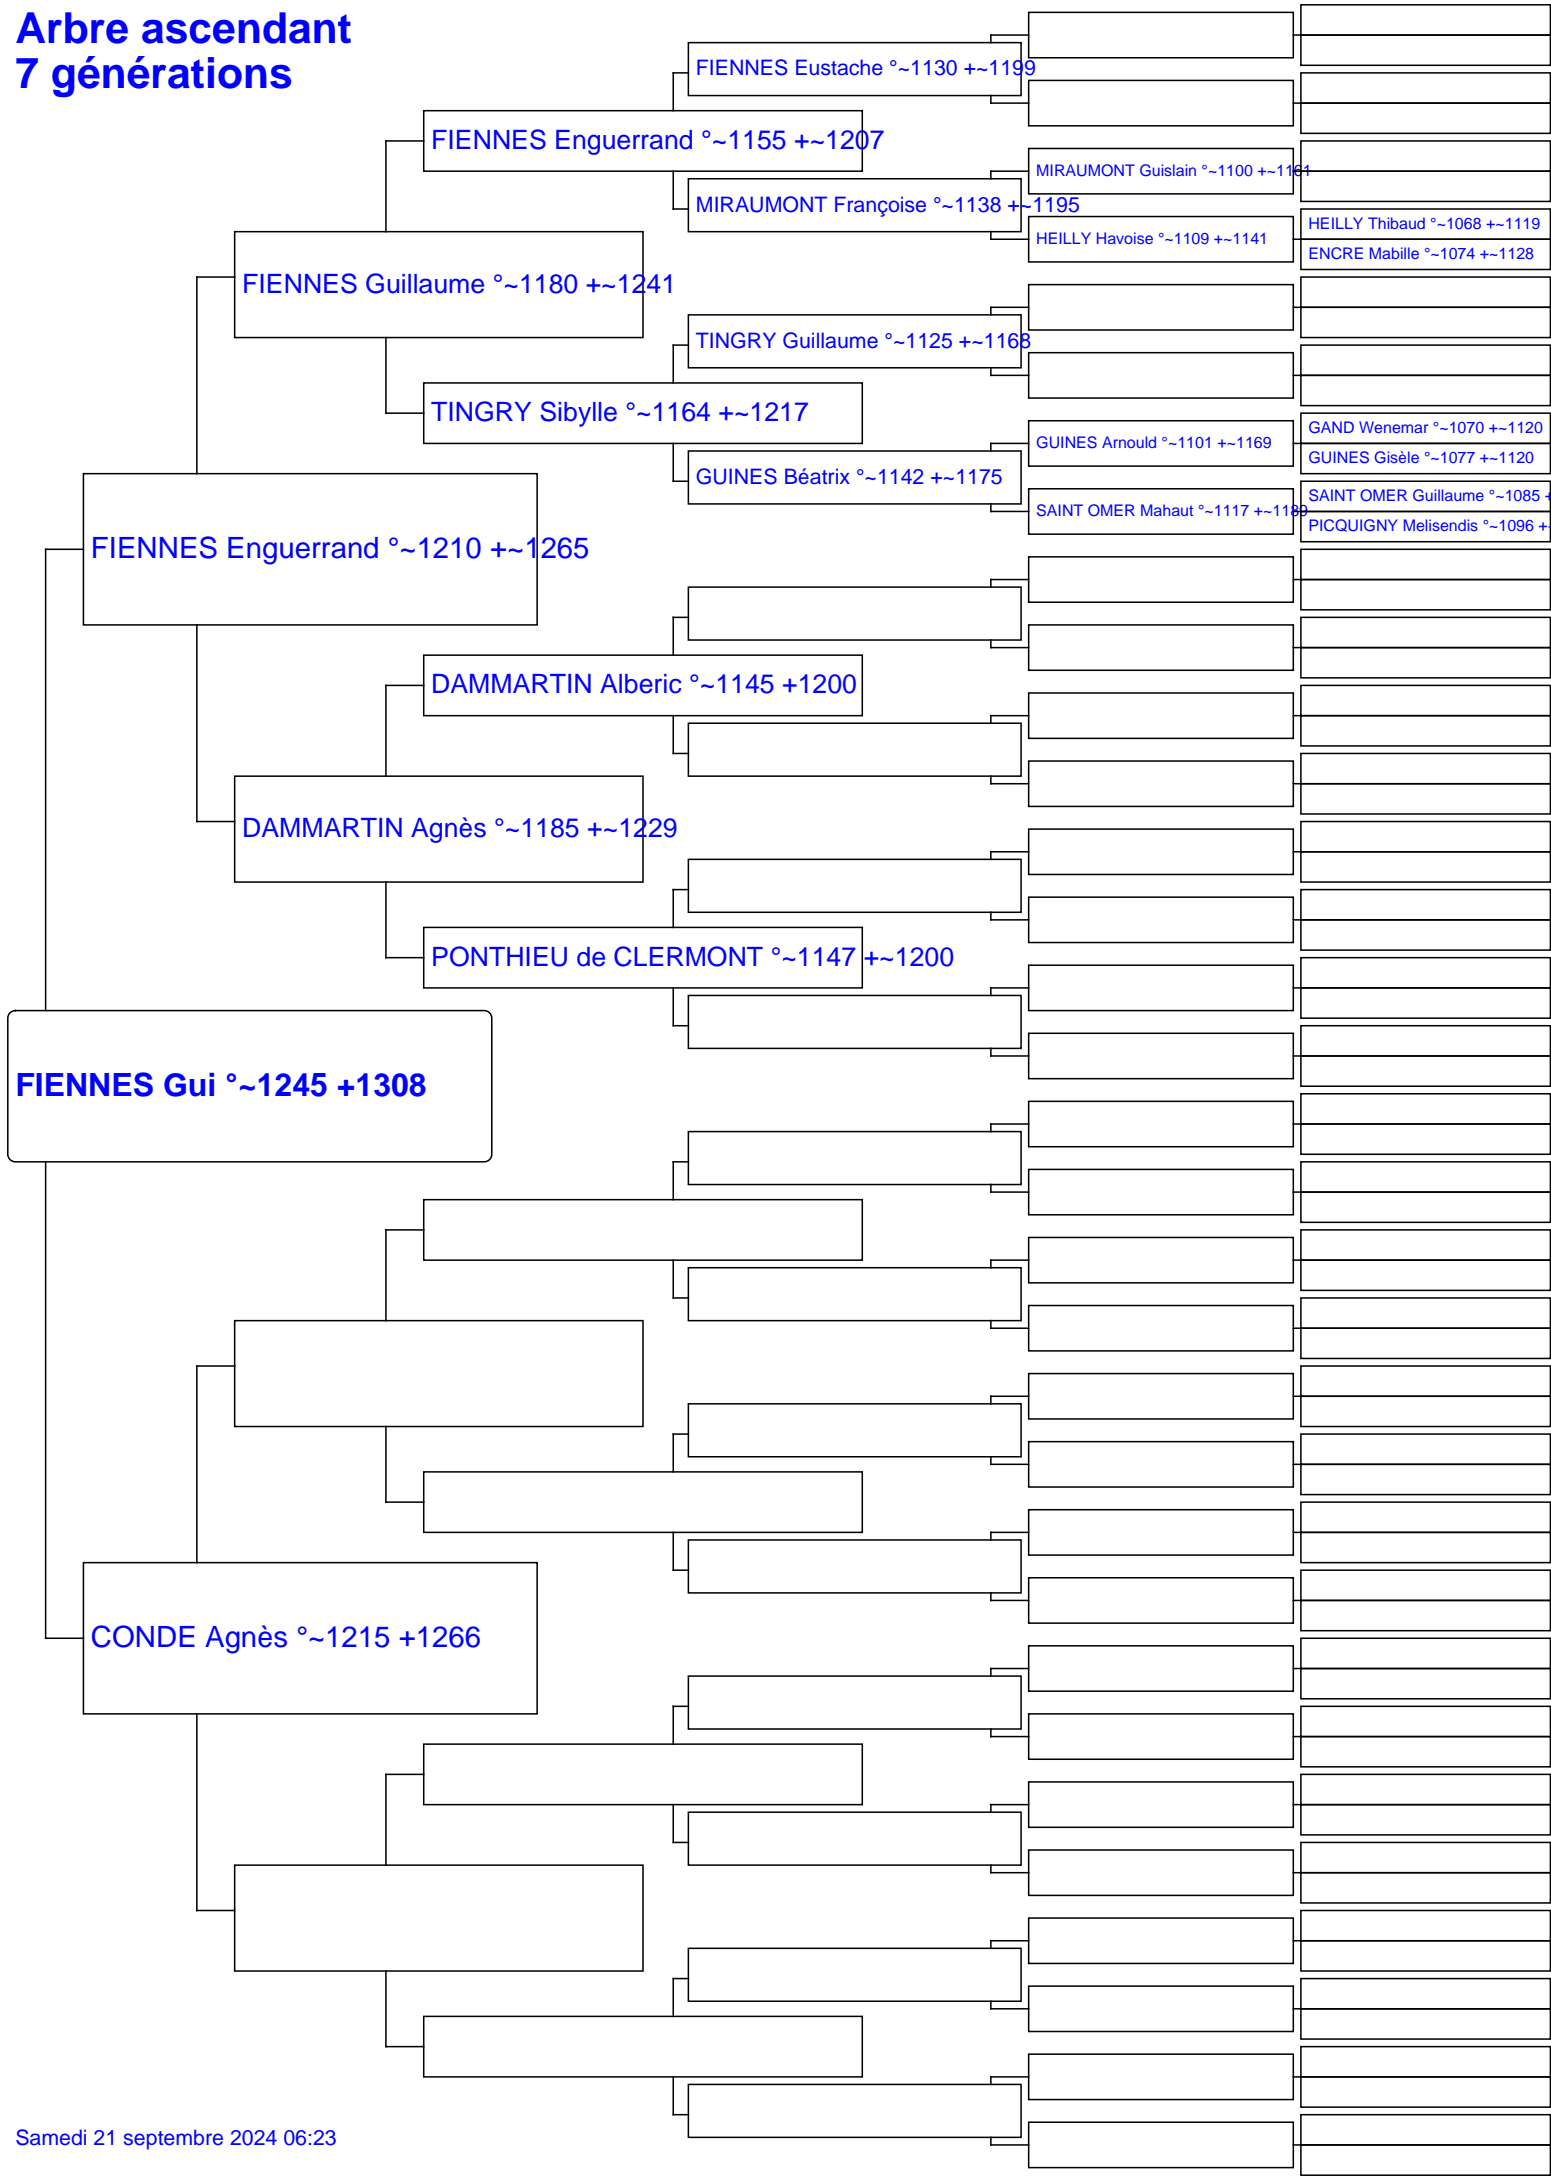 Arbre ascendant
7 générations
FIENNES Eustache °~1130 +~1199
FIENNES Enguerrand °~1155 +~1207
MIRAUMONT Guislain °~1100 +~1161
MIRAUMONT Françoise °~1138 +~1195
HEILLY Thibaud °~1068 +~1119
HEILLY Havoise °~1109 +~1141
ENCRE Mabille °~1074 +~1128
FIENNES Guillaume °~1180 +~1241
TINGRY Guillaume °~1125 +~1168
TINGRY Sibylle °~1164 +~1217
GAND Wenemar °~1070 +~1120
GUINES Arnould °~1101 +~1169
GUINES Gisèle °~1077 +~1120
GUINES Béatrix °~1142 +~1175
SAINT OMER Guillaume °~1085 +
SAINT OMER Mahaut °~1117 +~1189
PICQUIGNY Melisendis °~1096 +
FIENNES Enguerrand °~1210 +~1265
DAMMARTIN Alberic °~1145 +1200
DAMMARTIN Agnès °~1185 +~1229
PONTHIEU de CLERMONT °~1147 +~1200
FIENNES Gui °~1245 +1308
CONDE Agnès °~1215 +1266
Samedi 21 septembre 2024 06:23